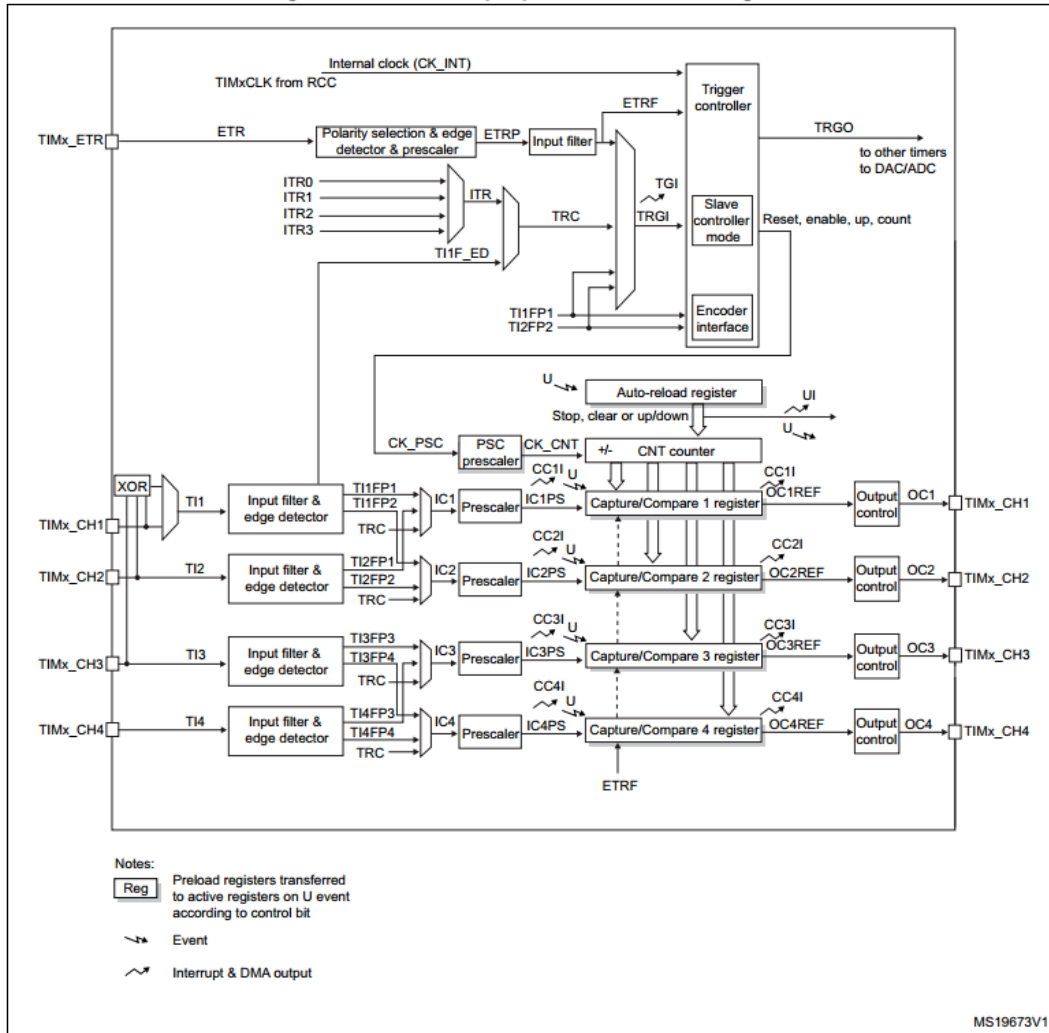 Internal clock (CK_INT)
TIMxCLK from RCC
Trigger
controller
ETRF
TRGO
TIMx_ETR
ETR
Polarity selection & edge
detector & prescaler
ETRP
Input filter
to other timers
to DAC/ADC
ITR0
ITR1
ITR2
ITR3
ITR
TRC
TGI
TRGI
Slave
controller
mode
Reset, enable, up, count
TI1F_ED
TI1FP1
TI2FP2
Encoder
interface
U
Auto-reload register
UI
Stop, clear or up/down
U
CK_PSC
PSC
prescaler
CK_CNT
+/-
CNT counter
XOR
TI1
TIMx_CH1
Input filter &
edge detector
TI1FP1
TI1FP2
TRC
IC1
Prescaler
IC1PS
CC1I
U
Capture/Compare 1 register
CC1I
OC1REF
Output
control
OC1
TIMx_CH1
TIMx_CH2
TI2
Input filter &
edge detector
TI2FP1
TI2FP2
TRC
IC2
Prescaler
IC2PS
CC2I
U
Capture/Compare 2 register
CC2I
OC2REF
Output
control
OC2
TIMx_CH2
TIMx_CH3
TI3
Input filter &
edge detector
TI3FP3
TI3FP4
TRC
IC3
Prescaler
IC3PS
CC3I
U
Capture/Compare 3 register
CC3I
OC3REF
Output
control
OC3
TIMx_CH3
TIMx_CH4
TI4
Input filter &
edge detector
TI4FP3
TI4FP4
TRC
IC4
Prescaler
IC4PS
CC4I
U
Capture/Compare 4 register
CC4I
OC4REF
Output
control
OC4
TIMx_CH4
ETRF
Notes:
Reg
Preload registers transferred
to active registers on U event
according to control bit
Event
Interrupt & DMA output
MS19673V1